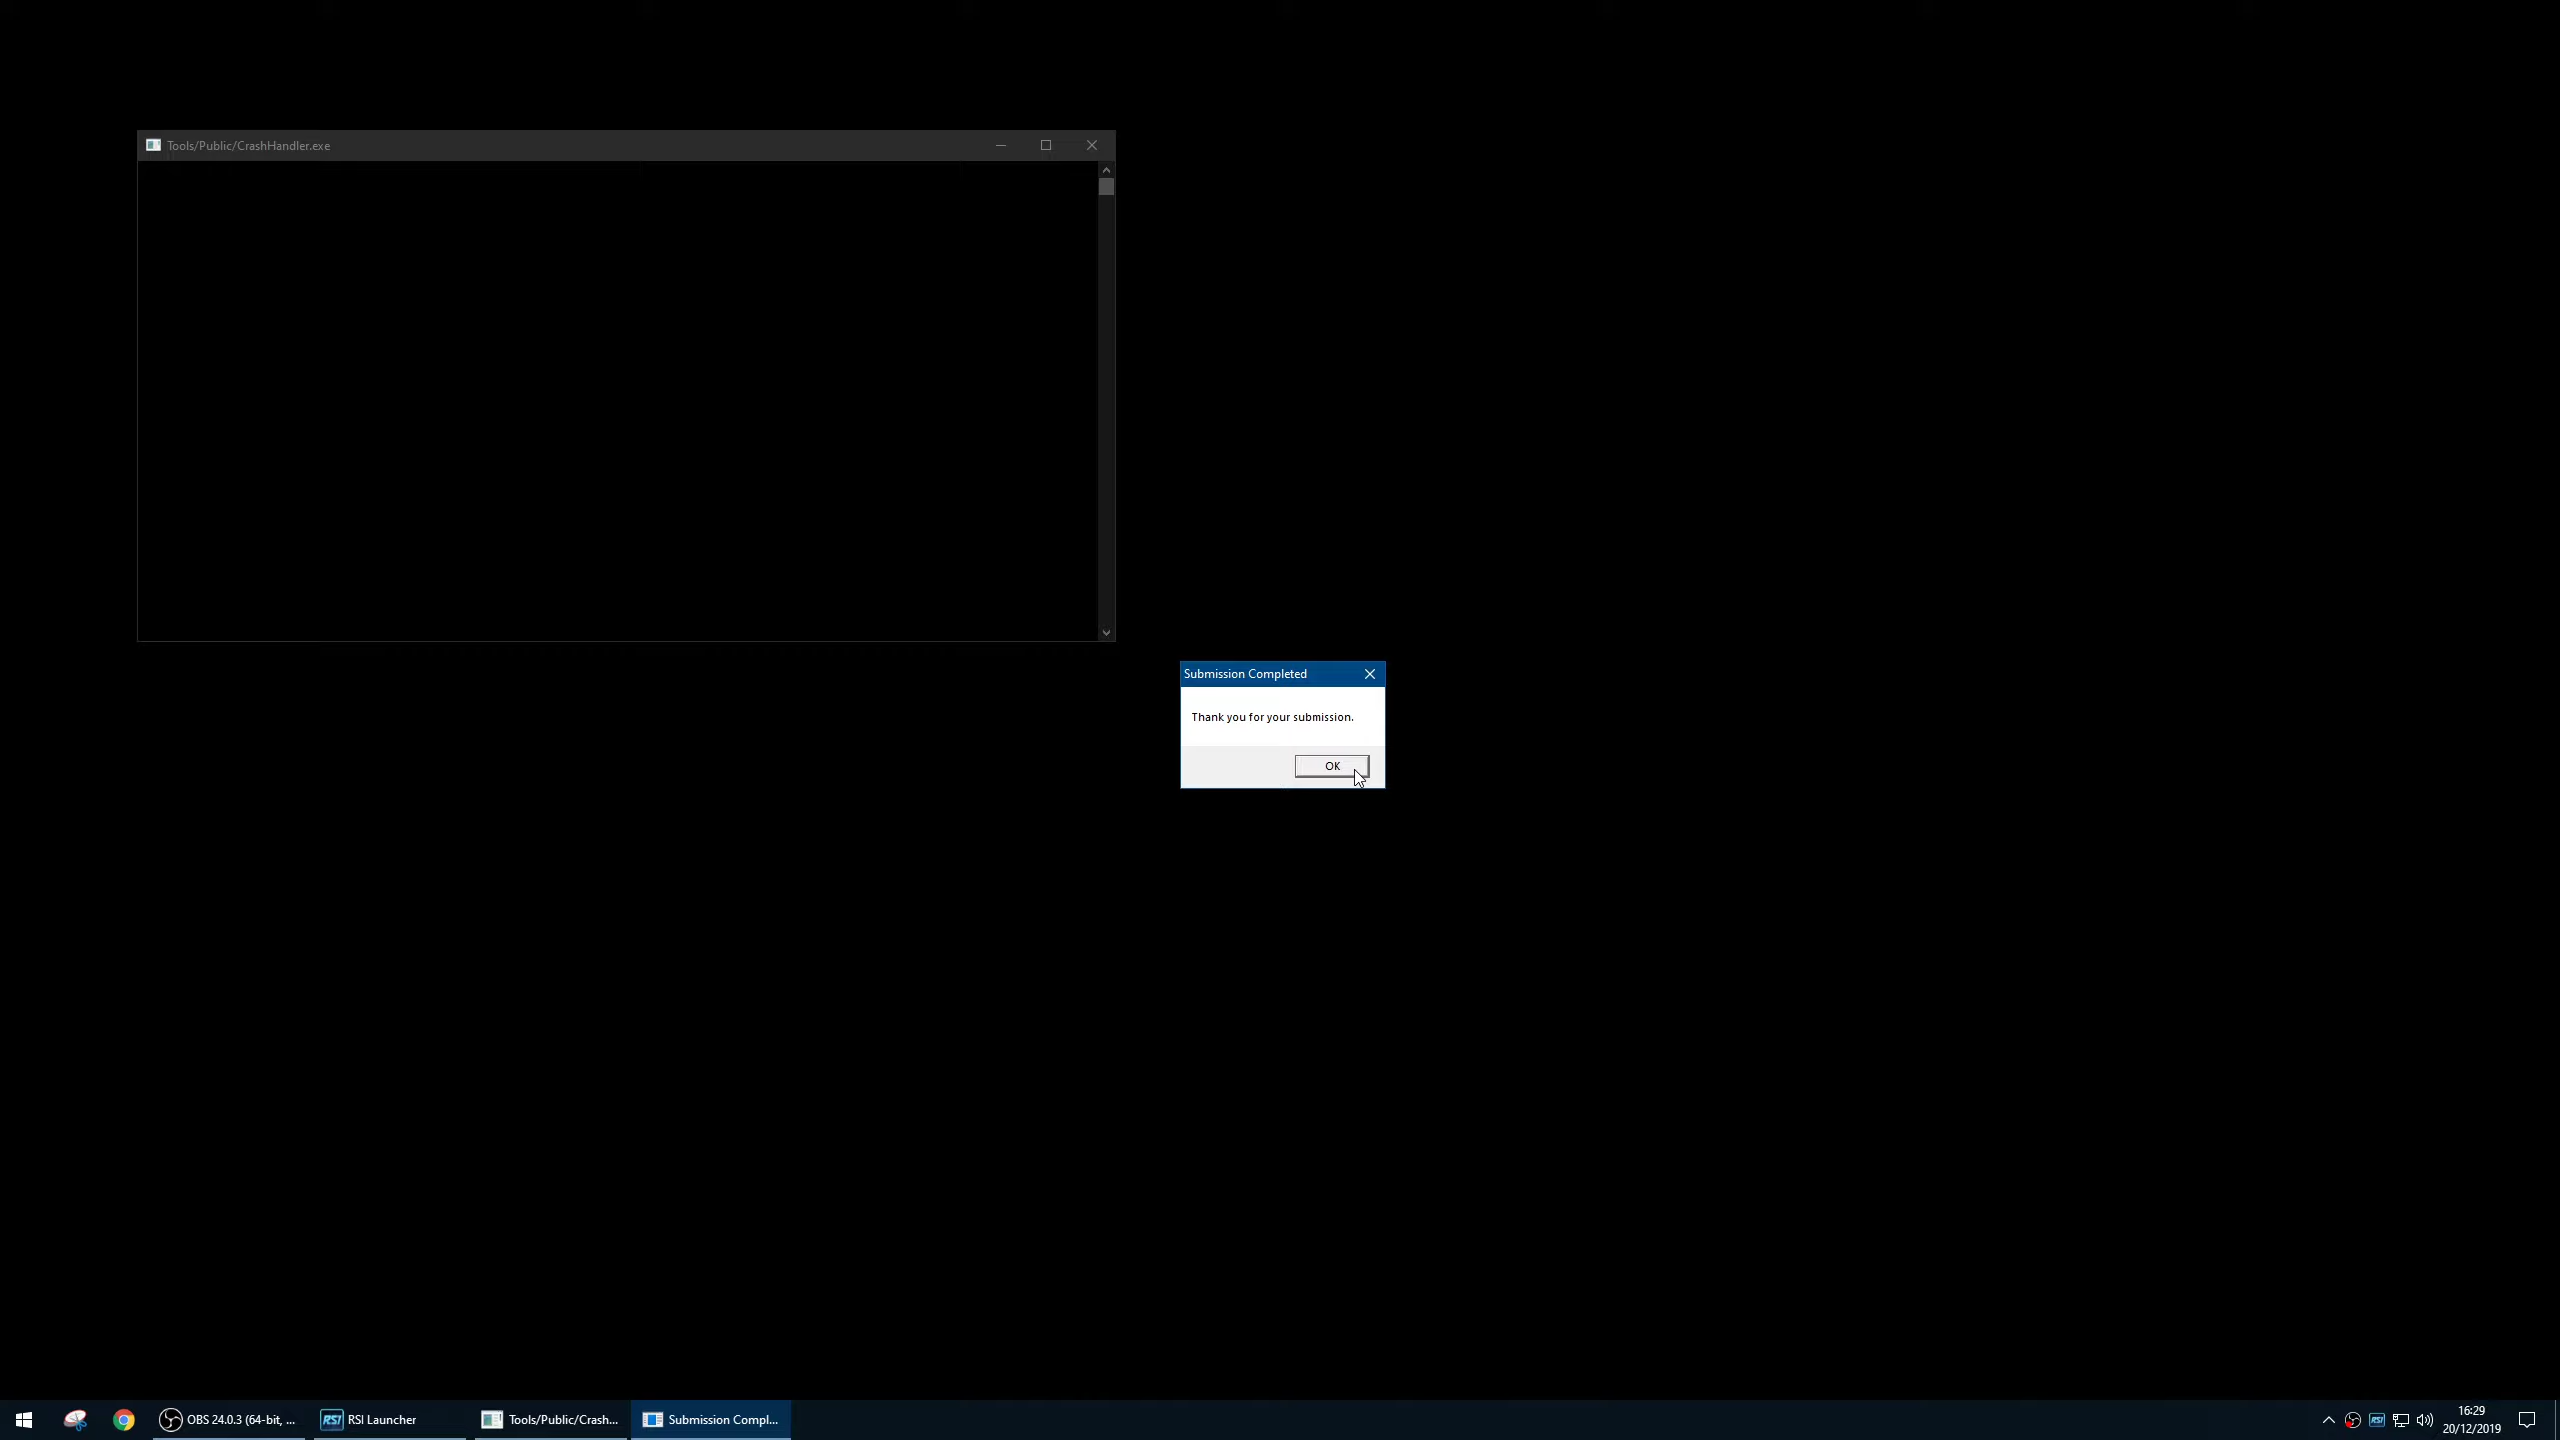 Tools/Public/CrashHandler.exe
Submission Completed
Thank you for your submission.
OK
OBS 24.0.3 (64-bit, ...
RSI
RSI Launcher
Tools/Public/Crash...
Submission Compl...
RSI
16:29
20/12/2019